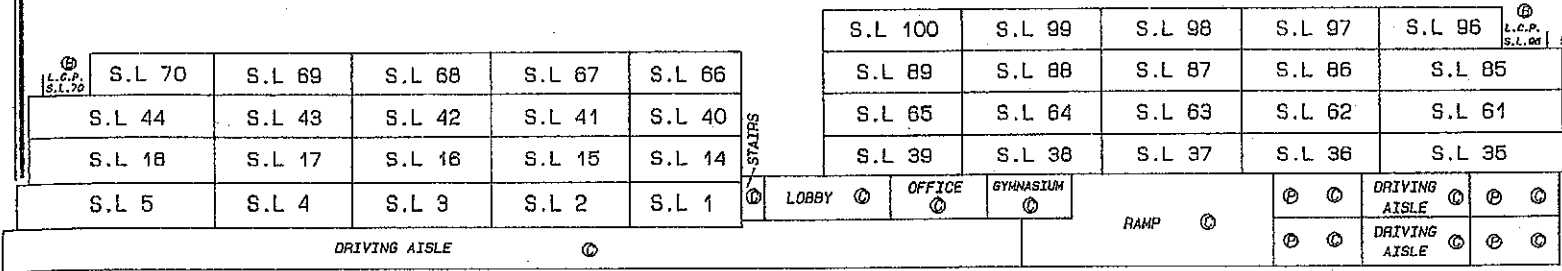 S.L 100 S.L 99 S.L 98 S.L 97 S.L 96 Ⓑ
L.C.P.
S.L.96
Ⓑ
L.C.P.
S.L.70
S.L 70 S.L 69 S.L 68 S.L 67 S.L 66
S.L 89 S.L 88 S.L 87 S.L 86 S.L 85
S.L 44 S.L 43 S.L 42 S.L 41 S.L 40
S.L 65 S.L 64 S.L 63 S.L 62 S.L 61
STAIRS
S.L 18 S.L 17 S.L 16 S.L 15 S.L 14
S.L 39 S.L 38 S.L 37 S.L 36 S.L 35
S.L 5 S.L 4 S.L 3 S.L 2 S.L 1
Ⓒ LOBBY Ⓒ
OFFICE
Ⓒ
GYMNASIUM
Ⓒ
RAMP Ⓒ
Ⓟ Ⓒ
DRIVING
AISLE Ⓒ
Ⓟ Ⓒ
Ⓟ Ⓒ
DRIVING
AISLE Ⓒ
Ⓟ Ⓒ
DRIVING AISLE Ⓒ